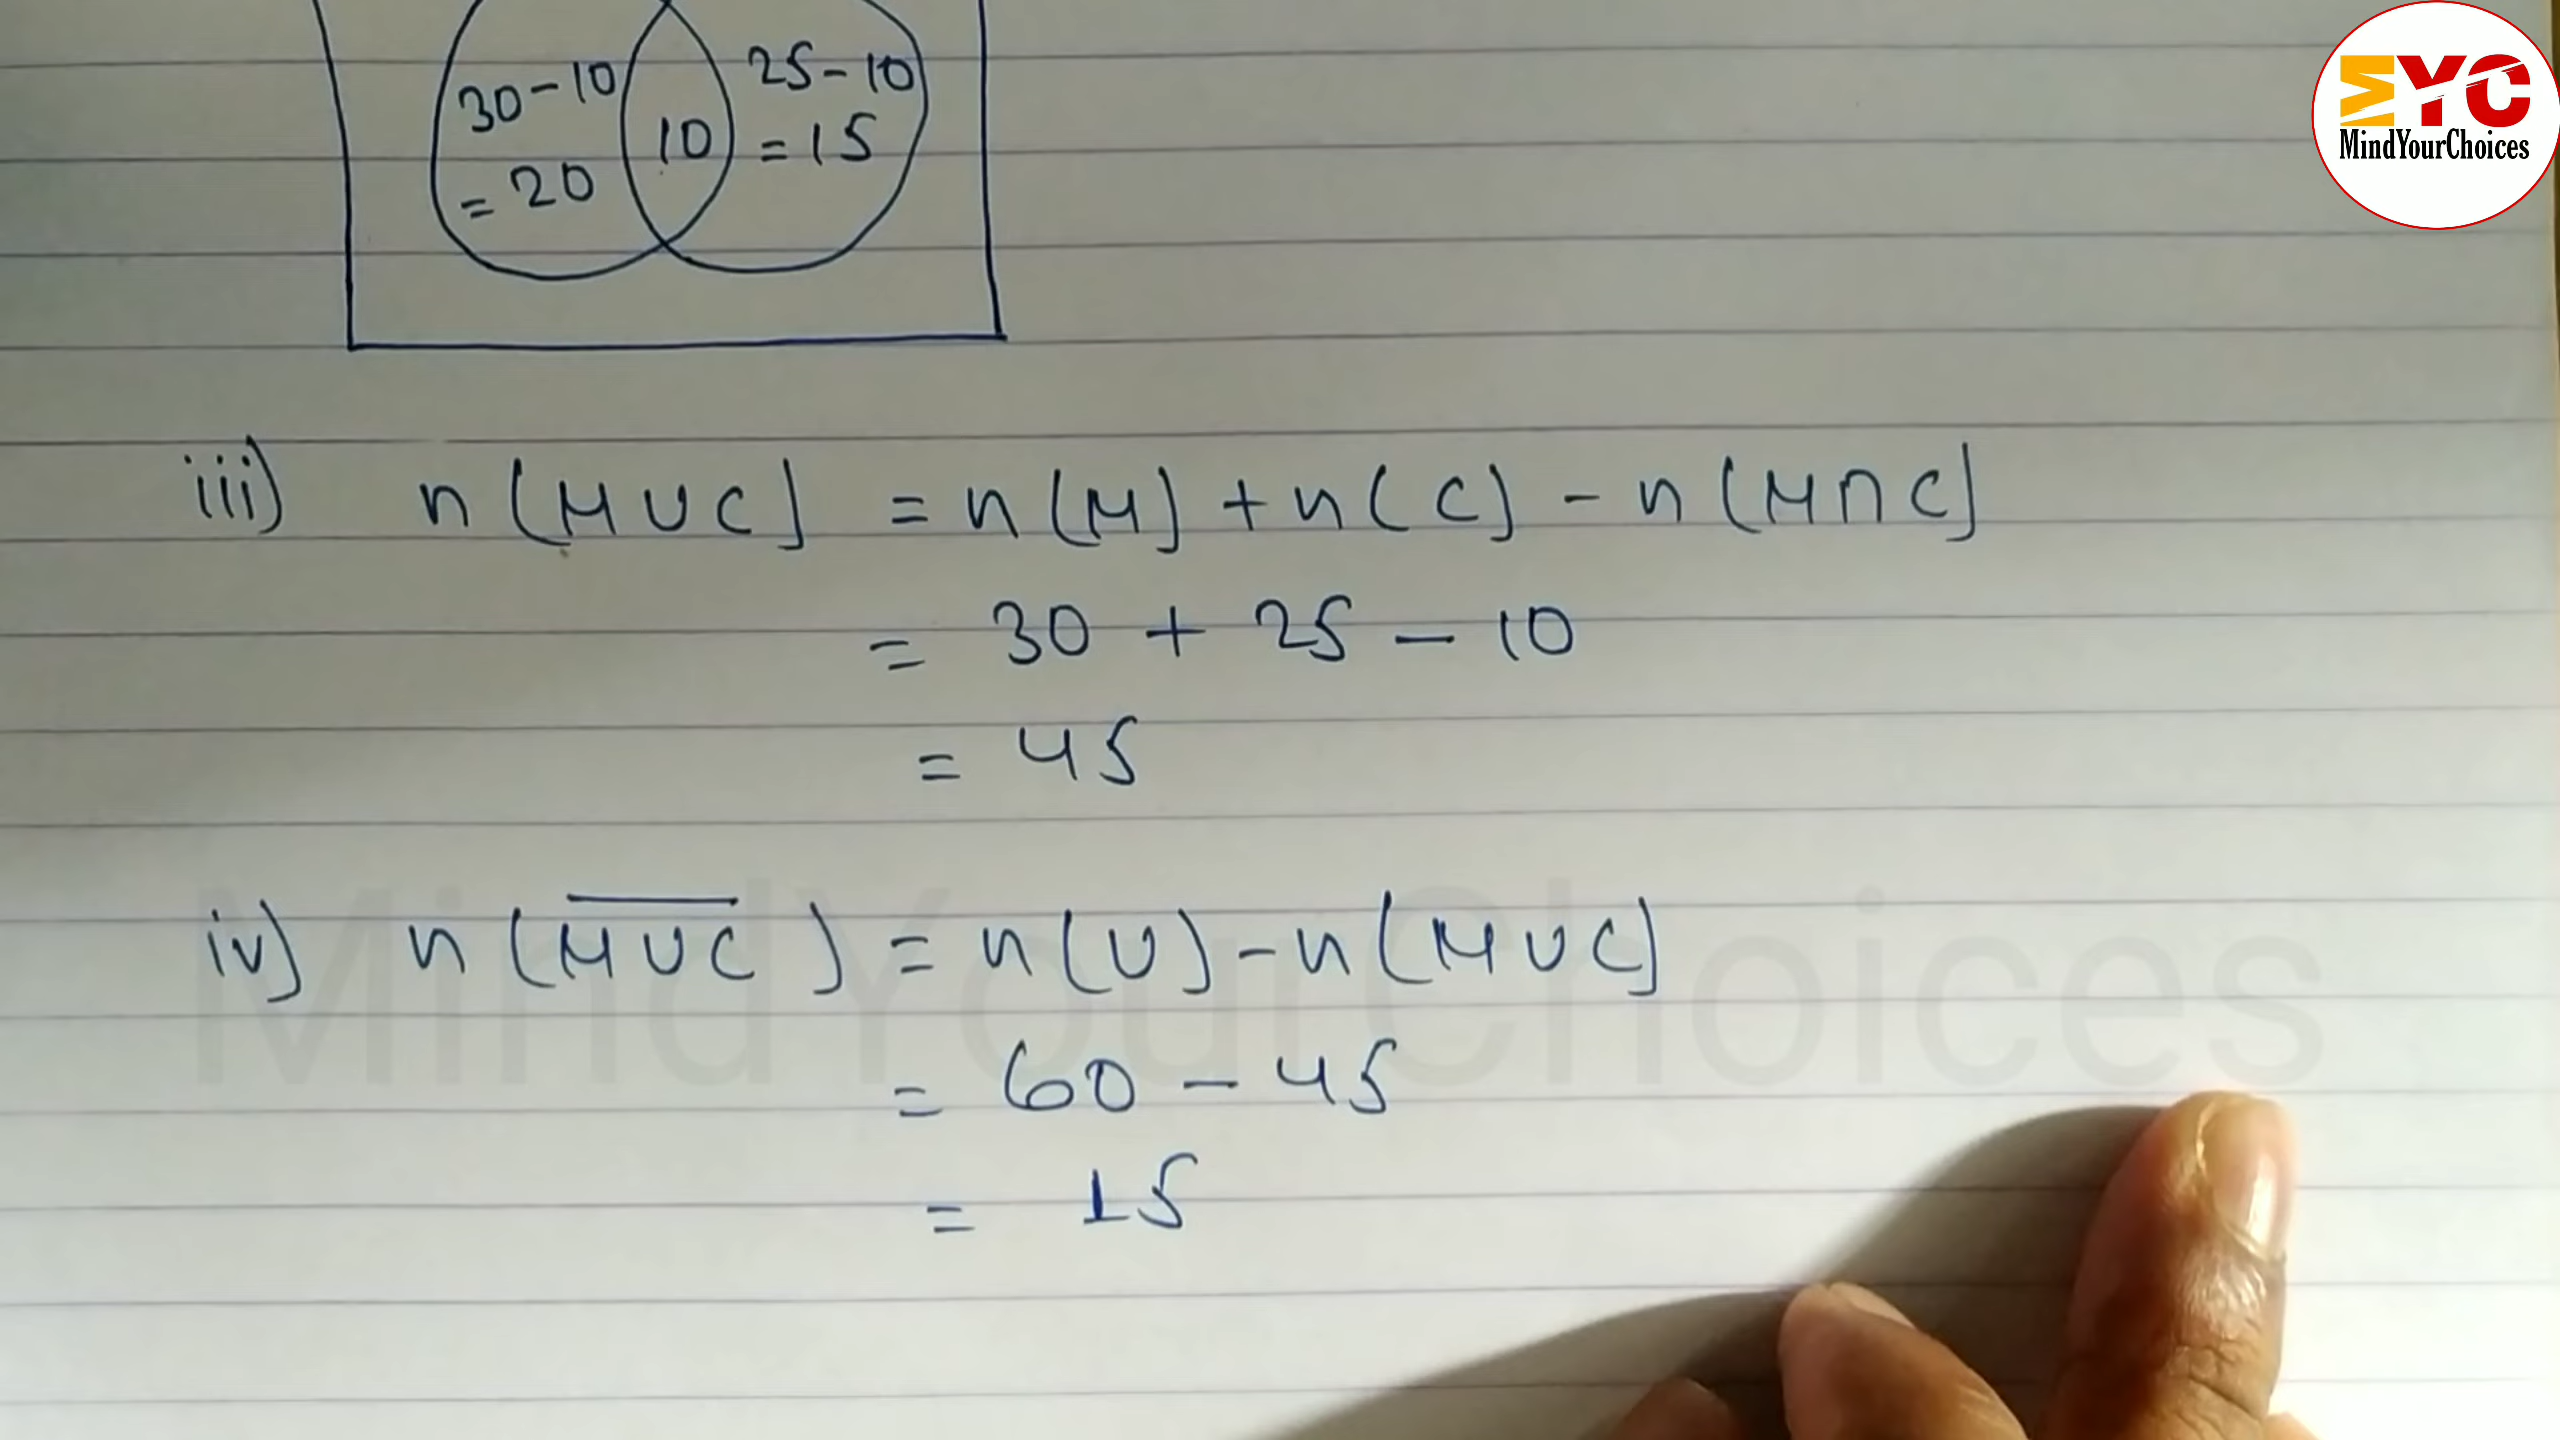 30-10
= 20
10
25-10
= 15
MYC
MindYourChoices
iii) n(M∪C) = n(M) + n(C) - n(M∩C)
= 30 + 25 - 10
= 45
iv) n(\overline{M∪C}) = n(U) - n(M∪C)
= 60 - 45
= 15
MindYourChoices